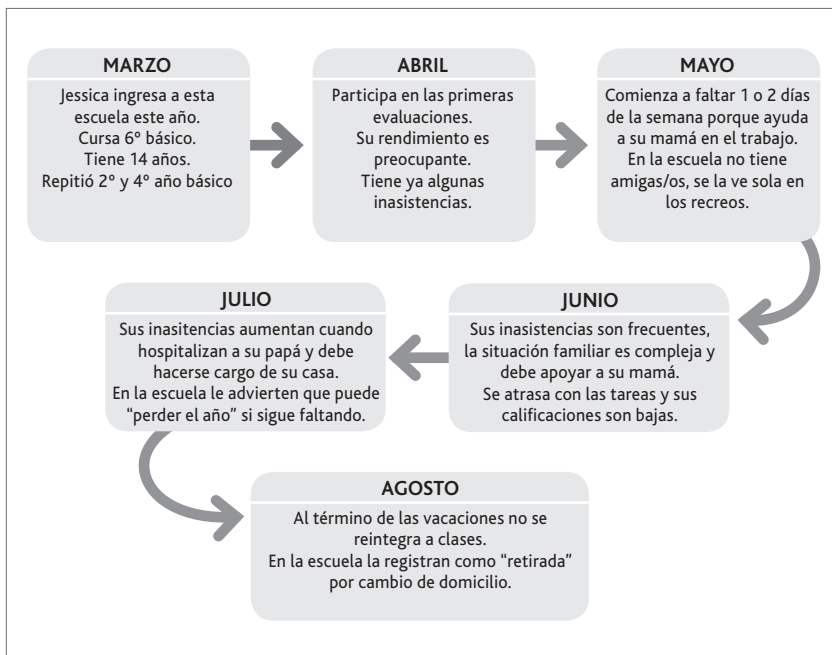 MARZO
Jessica ingresa a esta
escuela este año.
Cursa 6º básico.
Tiene 14 años.
Repitió 2º y 4º año básico
ABRIL
Participa en las primeras
evaluaciones.
Su rendimiento es
preocupante.
Tiene ya algunas
inasistencias.
MAYO
Comienza a faltar 1 o 2 días
de la semana porque ayuda
a su mamá en el trabajo.
En la escuela no tiene
amigas/os, se la ve sola en
los recreos.
JUNIO
Sus inasistencias son frecuentes,
la situación familiar es compleja y
debe apoyar a su mamá.
Se atrasa con las tareas y sus
calificaciones son bajas.
JULIO
Sus inasitencias aumentan cuando
hospitalizan a su papá y debe
hacerse cargo de su casa.
En la escuela le advierten que puede
“perder el año” si sigue faltando.
AGOSTO
Al término de las vacaciones no se
reintegra a clases.
En la escuela la registran como “retirada”
por cambio de domicilio.